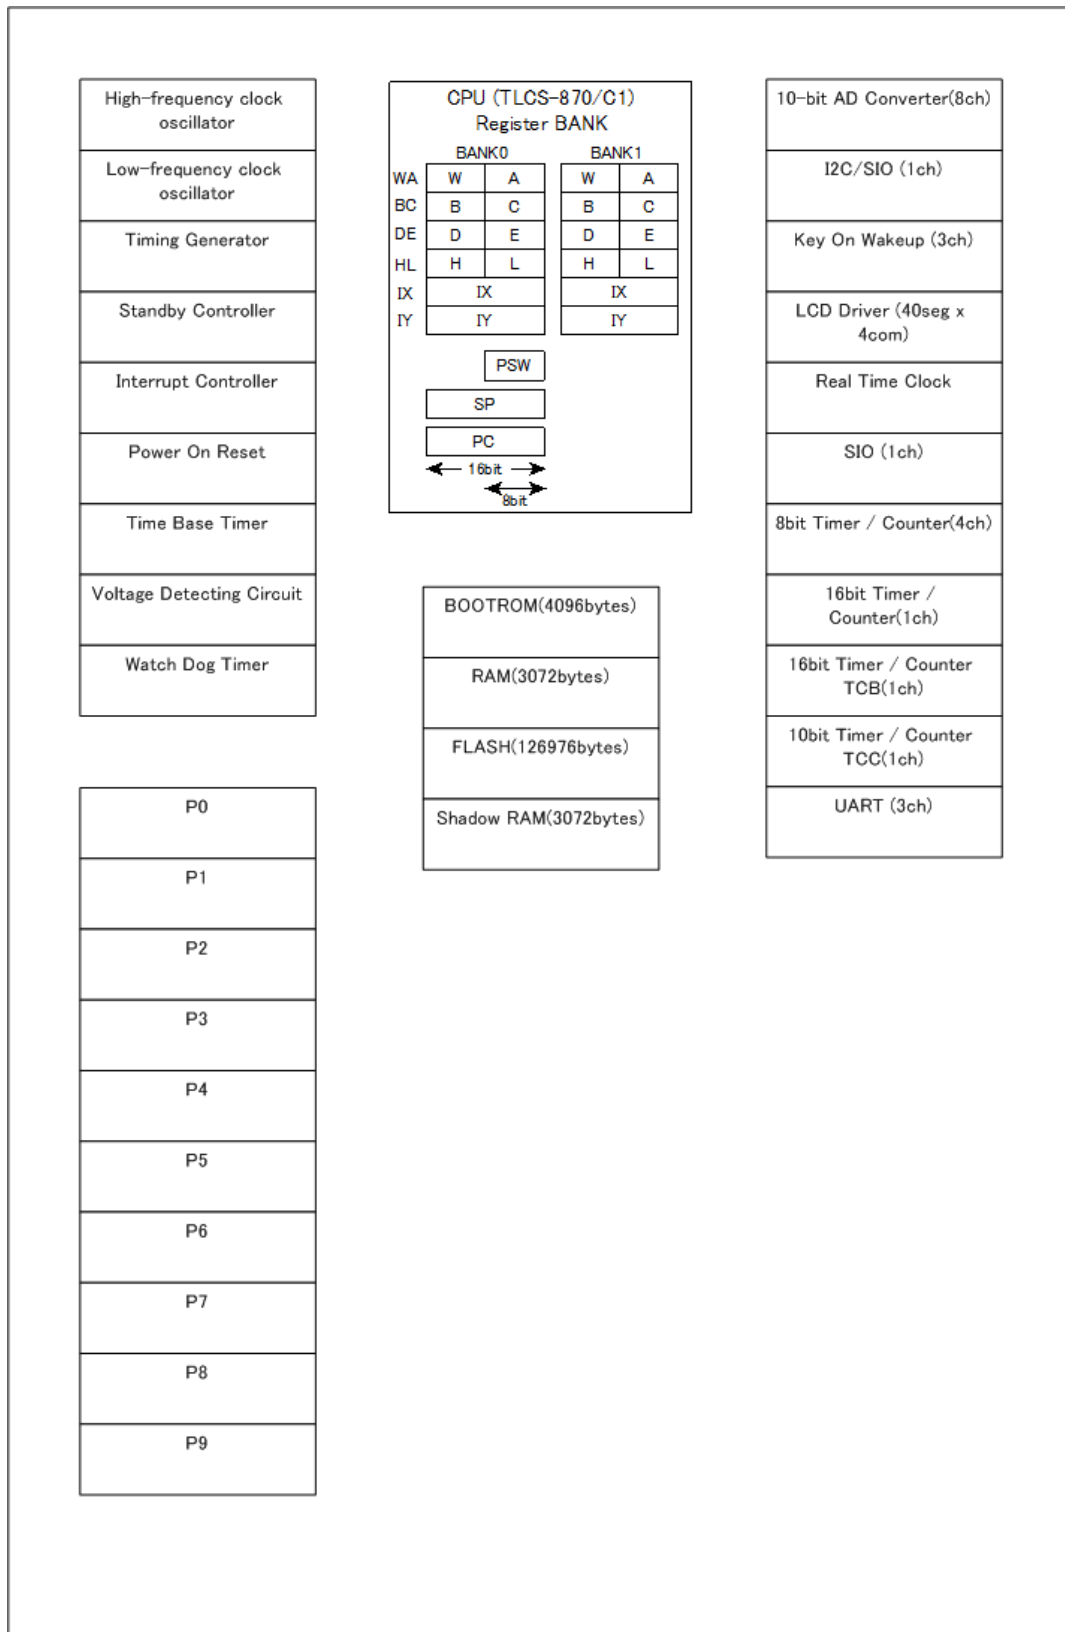 High-frequency clock
oscillator
Low-frequency clock
oscillator
Timing Generator
Standby Controller
Interrupt Controller
Power On Reset
Time Base Timer
Voltage Detecting Circuit
Watch Dog Timer
P0
P1
P2
P3
P4
P5
P6
P7
P8
P9
CPU (TLCS-870/C1)
Register BANK
BANK0 BANK1
WA W A W A
BC B C B C
DE D E D E
HL H L H L
IX IX IX
IY IY IY
PSW
SP
PC
16bit
8bit
BOOTROM(4096bytes)
RAM(3072bytes)
FLASH(126976bytes)
Shadow RAM(3072bytes)
10-bit AD Converter(8ch)
I2C/SIO (1ch)
Key On Wakeup (3ch)
LCD Driver (40seg x
4com)
Real Time Clock
SIO (1ch)
8bit Timer / Counter(4ch)
16bit Timer /
Counter(1ch)
16bit Timer / Counter
TCB(1ch)
10bit Timer / Counter
TCC(1ch)
UART (3ch)